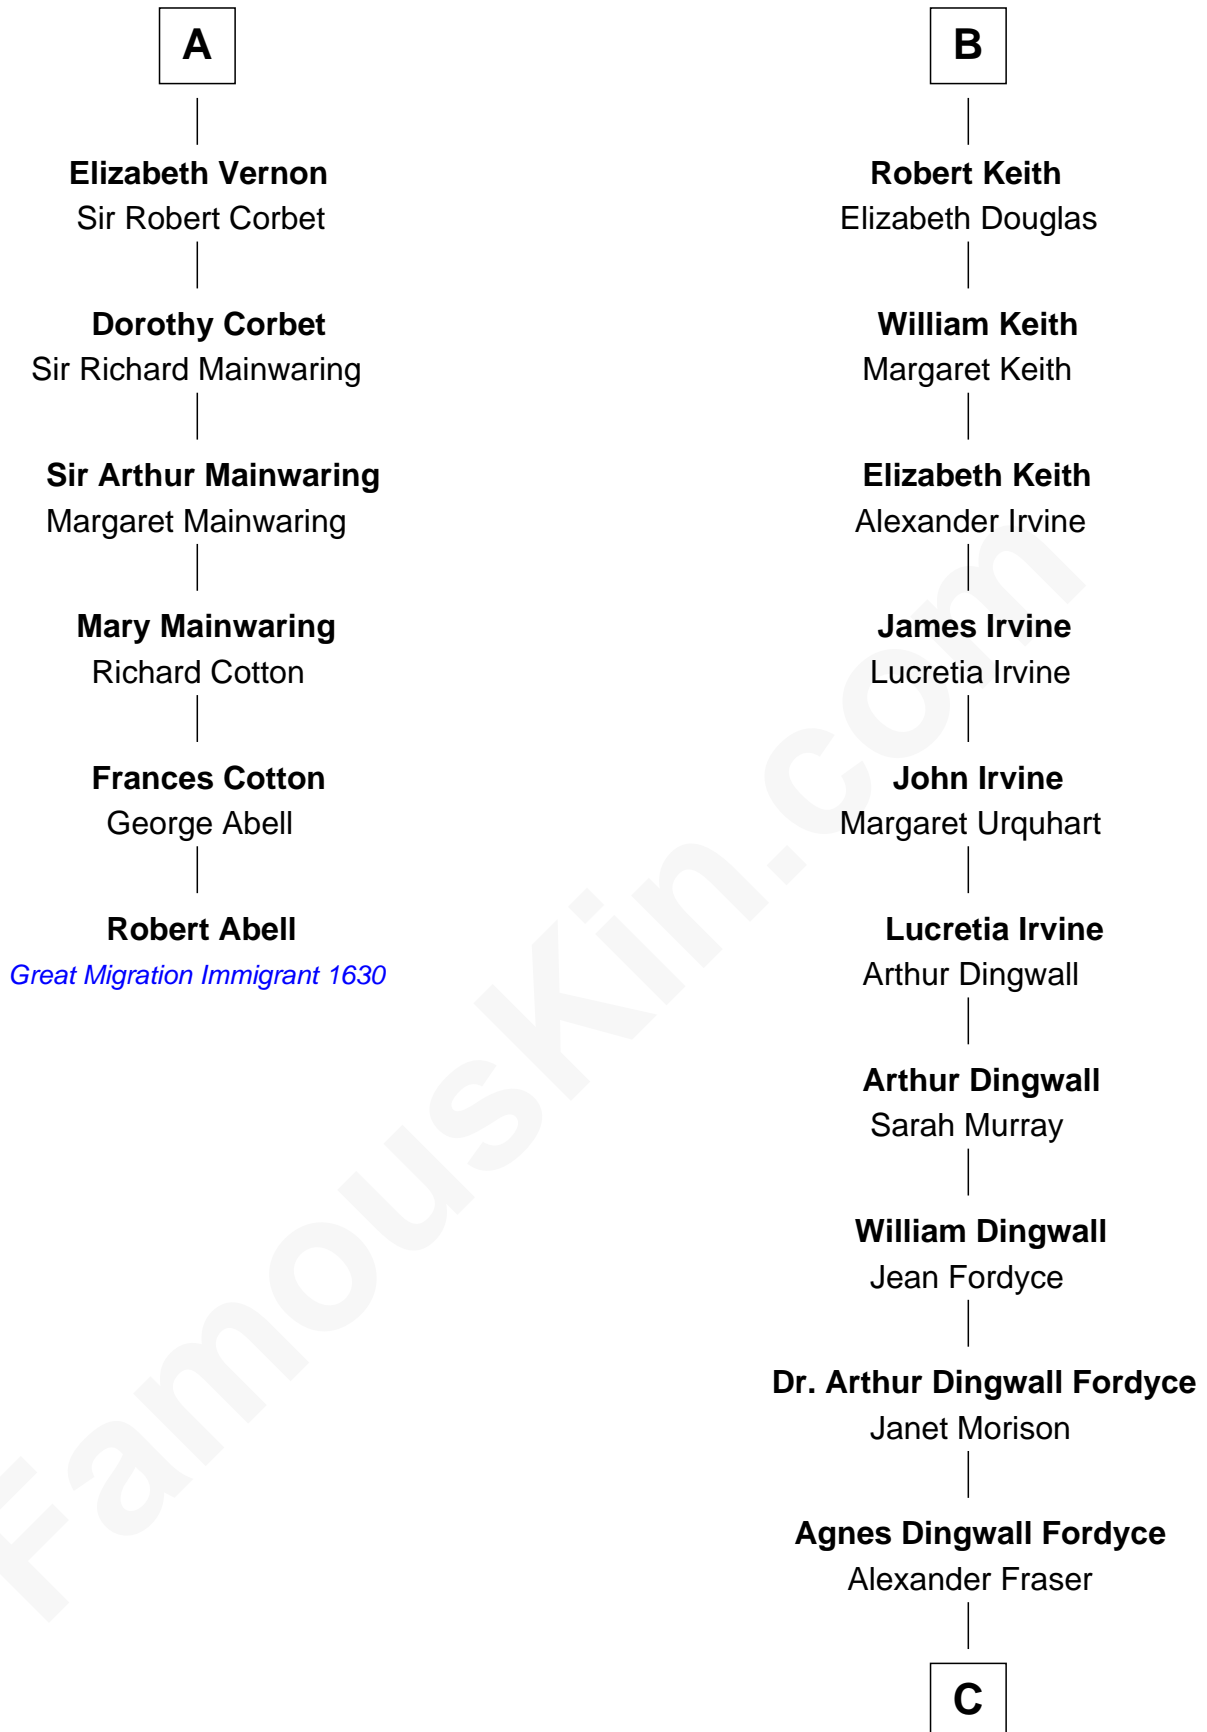 A
Elizabeth Vernon
Sir Robert Corbet
Dorothy Corbet
Sir Richard Mainwaring
Sir Arthur Mainwaring
Margaret Mainwaring
Mary Mainwaring
Richard Cotton
Frances Cotton
George Abell
Robert Abell
Great Migration Immigrant 1630
B
Robert Keith
Elizabeth Douglas
William Keith
Margaret Keith
Elizabeth Keith
Alexander Irvine
James Irvine
Lucretia Irvine
John Irvine
Margaret Urquhart
Lucretia Irvine
Arthur Dingwall
Arthur Dingwall
Sarah Murray
William Dingwall
Jean Fordyce
Dr. Arthur Dingwall Fordyce
Janet Morison
Agnes Dingwall Fordyce
Alexander Fraser
C
FamousKin.com